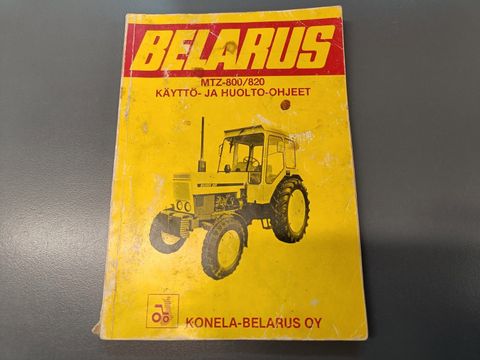 BELARUS
MTZ-800/820
KÄYTTÖ- JA HUOLTO-OHJEET
KONELA-BELARUS OY